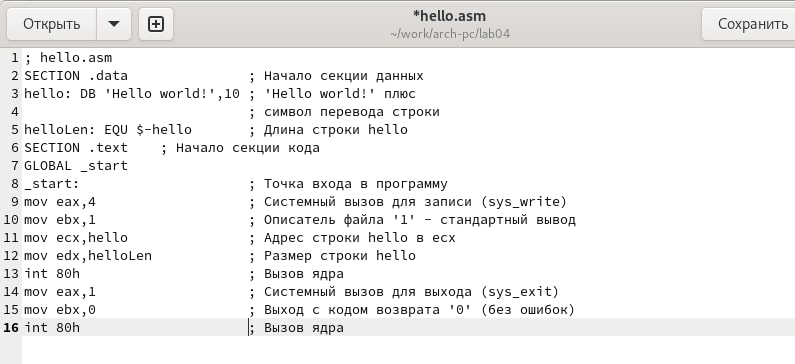 Открыть
*hello.asm
~/work/arch-pc/lab04
Сохранить
1 ; hello.asm
2 SECTION .data ; Начало секции данных
3 hello: DB 'Hello world!',10 ; 'Hello world!' плюс
4 ; символ перевода строки
5 helloLen: EQU $-hello ; Длина строки hello
6 SECTION .text ; Начало секции кода
7 GLOBAL _start
8 _start: ; Точка входа в программу
9 mov eax,4 ; Системный вызов для записи (sys_write)
10 mov ebx,1 ; Описатель файла '1' - стандартный вывод
11 mov ecx,hello ; Адрес строки hello в ecx
12 mov edx,helloLen ; Размер строки hello
13 int 80h ; Вызов ядра
14 mov eax,1 ; Системный вызов для выхода (sys_exit)
15 mov ebx,0 ; Выход с кодом возврата '0' (без ошибок)
16 int 80h ; Вызов ядра